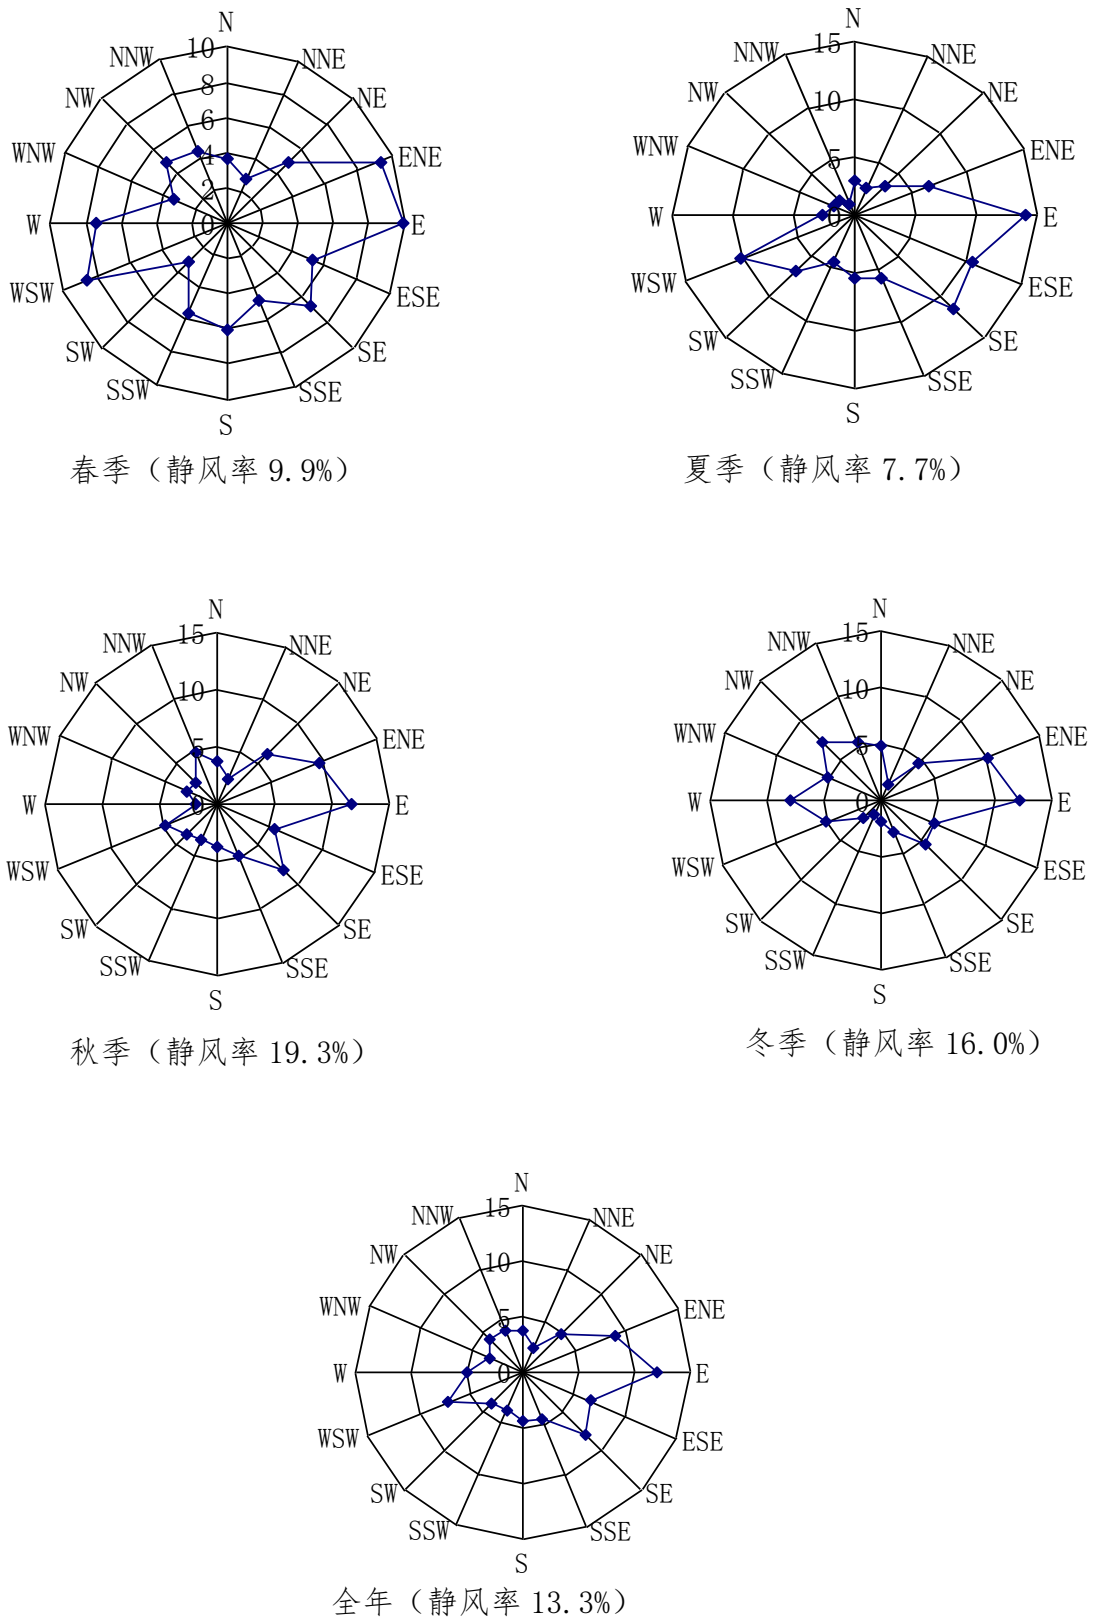 N
10
NNW
NNE
8
NW
NE
6
WNW
4
ENE
2
W
0
E
WSW
ESE
SW
SE
SSW
SSE
S
春季（静风率 9.9%）
N
15
NNW
NNE
NW
NE
10
WNW
5
ENE
W
0
E
WSW
ESE
SW
SE
SSW
SSE
S
夏季（静风率 7.7%）
N
15
NNW
NNE
NW
NE
10
WNW
5
ENE
W
0
E
WSW
ESE
SW
SE
SSW
SSE
S
秋季（静风率 19.3%）
N
15
NNW
NNE
NW
NE
10
WNW
5
ENE
W
0
E
WSW
ESE
SW
SE
SSW
SSE
S
冬季（静风率 16.0%）
N
15
NNW
NNE
NW
NE
10
WNW
5
ENE
W
0
E
WSW
ESE
SW
SE
SSW
SSE
S
全年（静风率 13.3%）